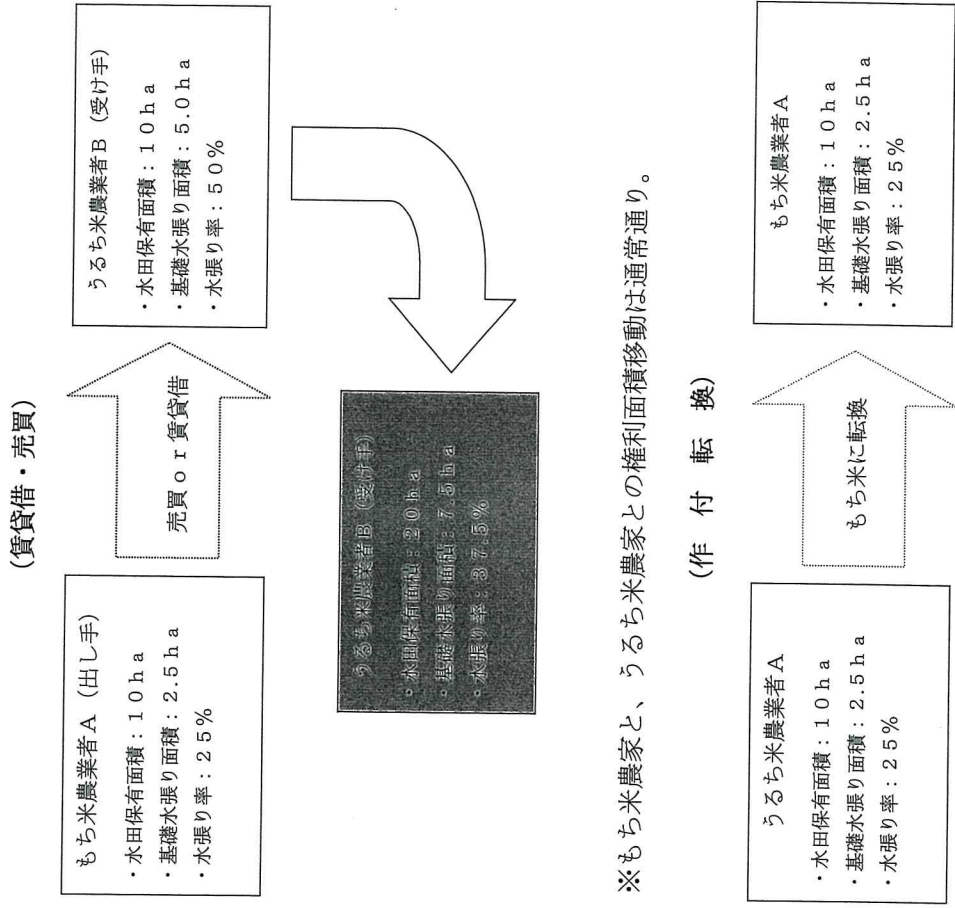 (賃貸借・売買)
もち米農業者A（出し手）
・水田保有面積：10ha
・基礎水張り面積：2.5ha
・水張り率：25%
売買or賃貸借
うるち米農業者B（受け手）
・水田保有面積：10ha
・基礎水張り面積：5.0ha
・水張り率：50%
うるち米農業者B（受け手）
・水田保有面積：20ha
・基礎水張り面積：7.5ha
・水張り率：37.5%
※もち米農家と、うるち米農家との権利面積移動は通常通り。
(作 付 転 換)
うるち米農業者A
・水田保有面積：10ha
・基礎水張り面積：2.5ha
・水張り率：25%
もち米に転換
もち米農業者A
・水田保有面積：10ha
・基礎水張り面積：2.5ha
・水張り率：25%